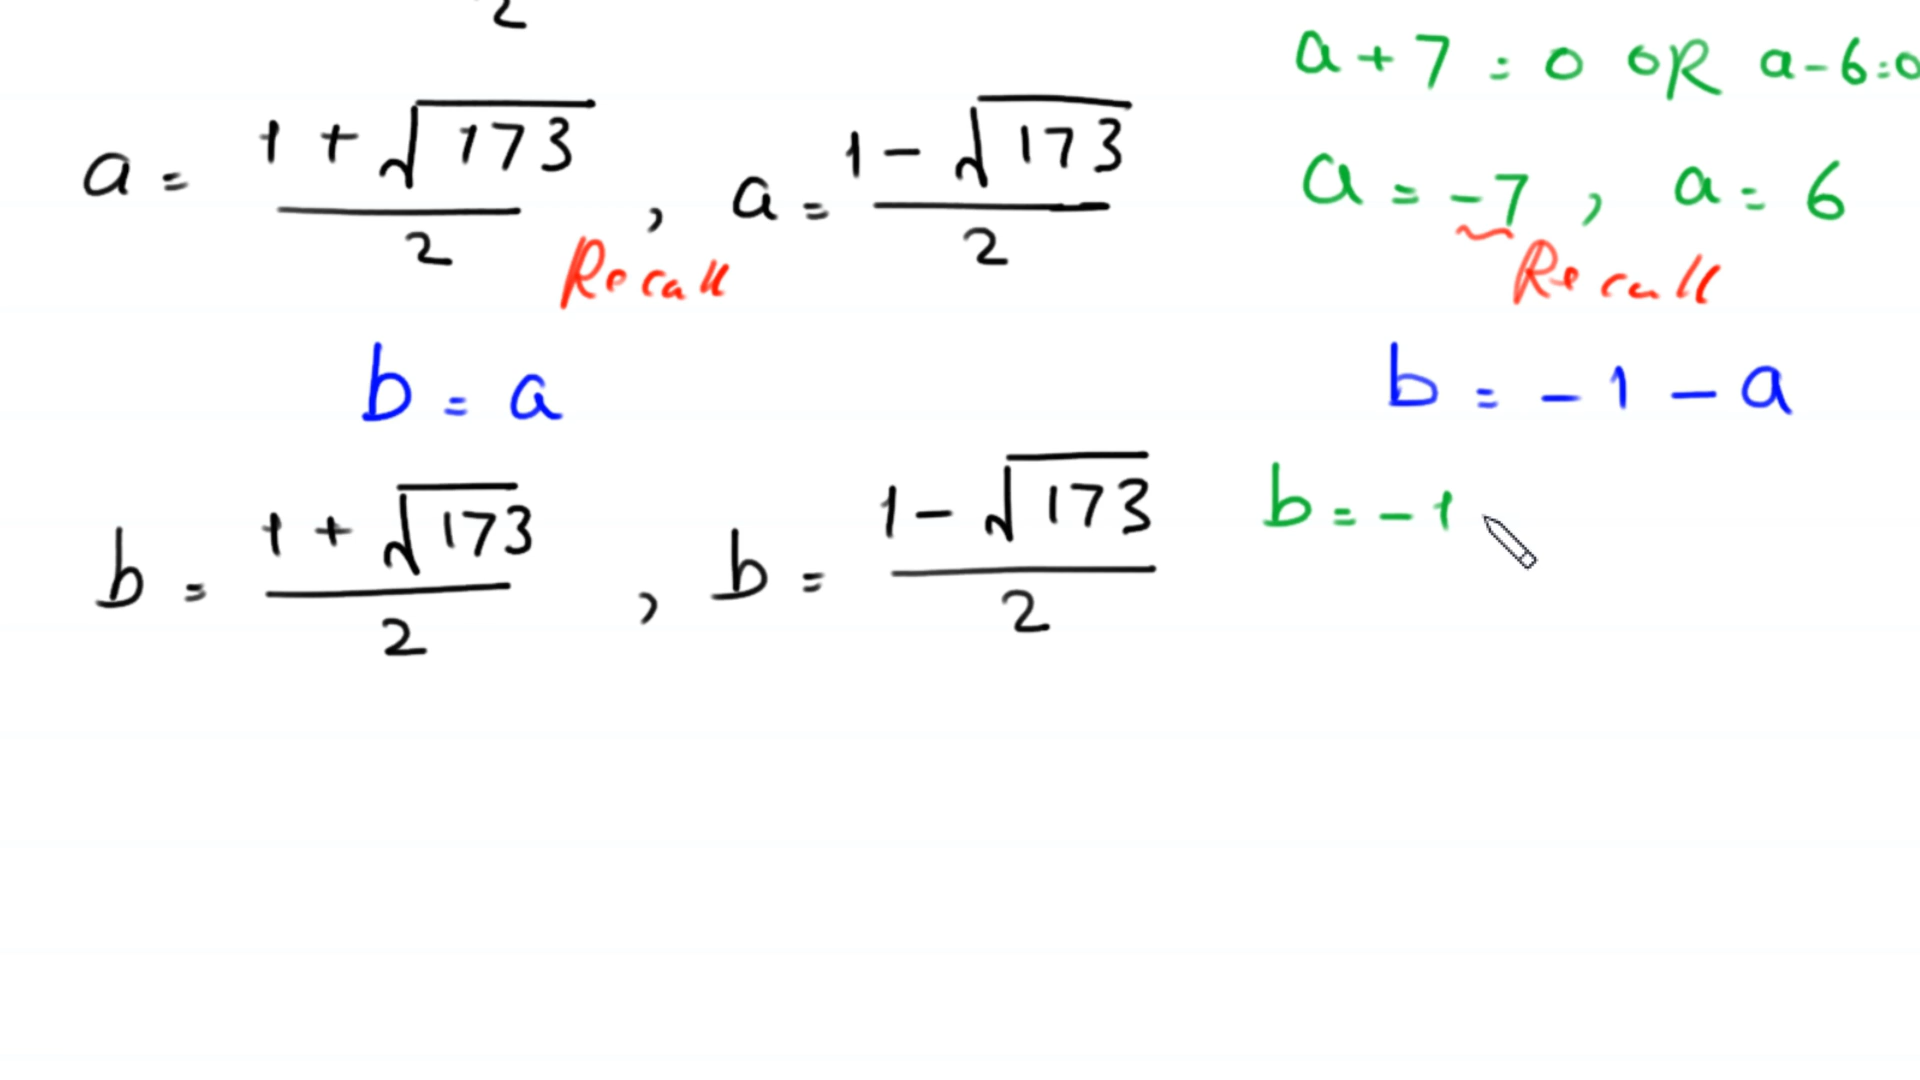 2
a = (1 + √173)/2 , a = (1 - √173)/2
Recall
b = a
b = (1 + √173)/2 , b = (1 - √173)/2
a + 7 = 0 OR a - 6 = 0
a = -7 , a = 6
Recall
b = -1 - a
b = -1